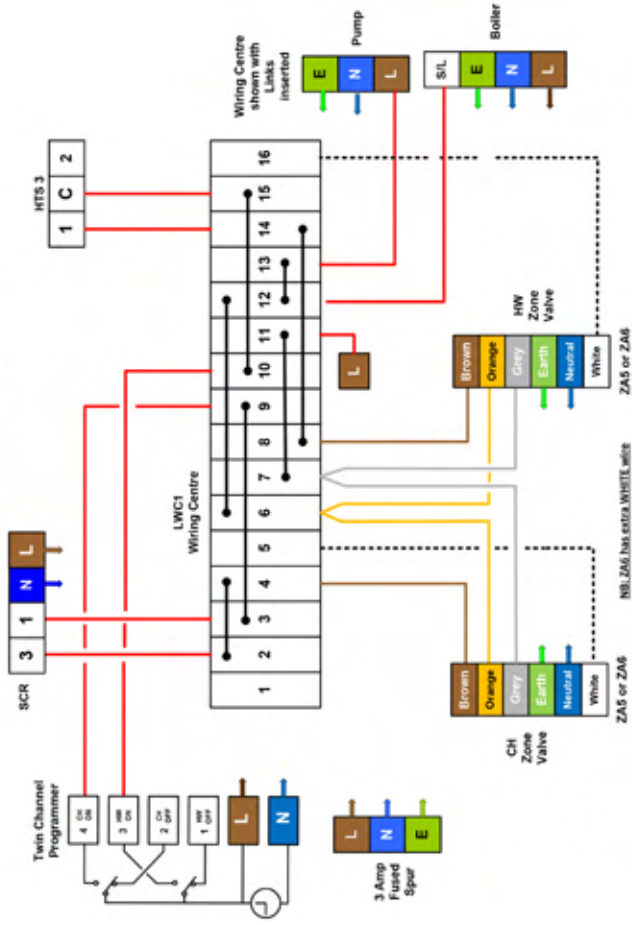 Twin Channel
Programmer
4 CH ON
3 HW ON
2 CH OFF
1 HW OFF
L
N
3 Amp
Fused
Spur
L
N
E
SCR
3
1
N
L
HTS 3
1
C
2
LWC1
Wiring Centre
1
2
3
4
5
6
7
8
9
10
11
12
13
14
15
16
Wiring Centre
shown with
Links
inserted
E
N
L
Pump
S/L
E
N
L
Boiler
L
CH
Zone
Valve
Brown
Orange
Grey
Earth
Neutral
White
ZA5 or ZA6
HW
Zone
Valve
Brown
Orange
Grey
Earth
Neutral
White
ZA5 or ZA6
NB: ZA6 has extra WHITE wire